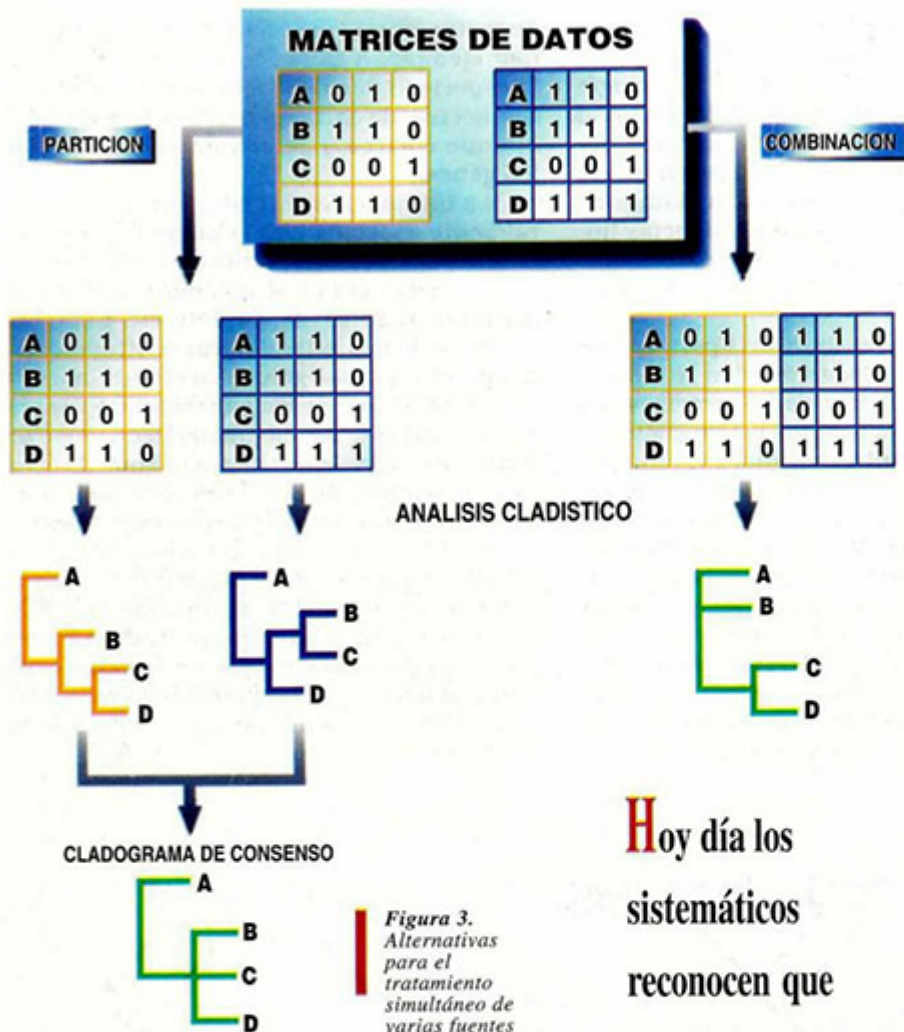 MATRICES DE DATOS
A 0 1 0
B 1 1 0
C 0 0 1
D 1 1 0
A 1 1 0
B 1 1 0
C 0 0 1
D 1 1 1
PARTICION
COMBINACION
A 0 1 0
B 1 1 0
C 0 0 1
D 1 1 0
A 1 1 0
B 1 1 0
C 0 0 1
D 1 1 1
A 0 1 0 1 1 0
B 1 1 0 1 1 0
C 0 0 1 0 0 1
D 1 1 0 1 1 1
ANALISIS CLADISTICO
A
B
C
D
A
B
C
D
A
B
C
D
CLADOGRAMA DE CONSENSO
A
B
C
D
Figura 3.
Alternativas
para el
tratamiento
simultáneo de
varias fuentes
Hoy día los
sistemáticos
reconocen que